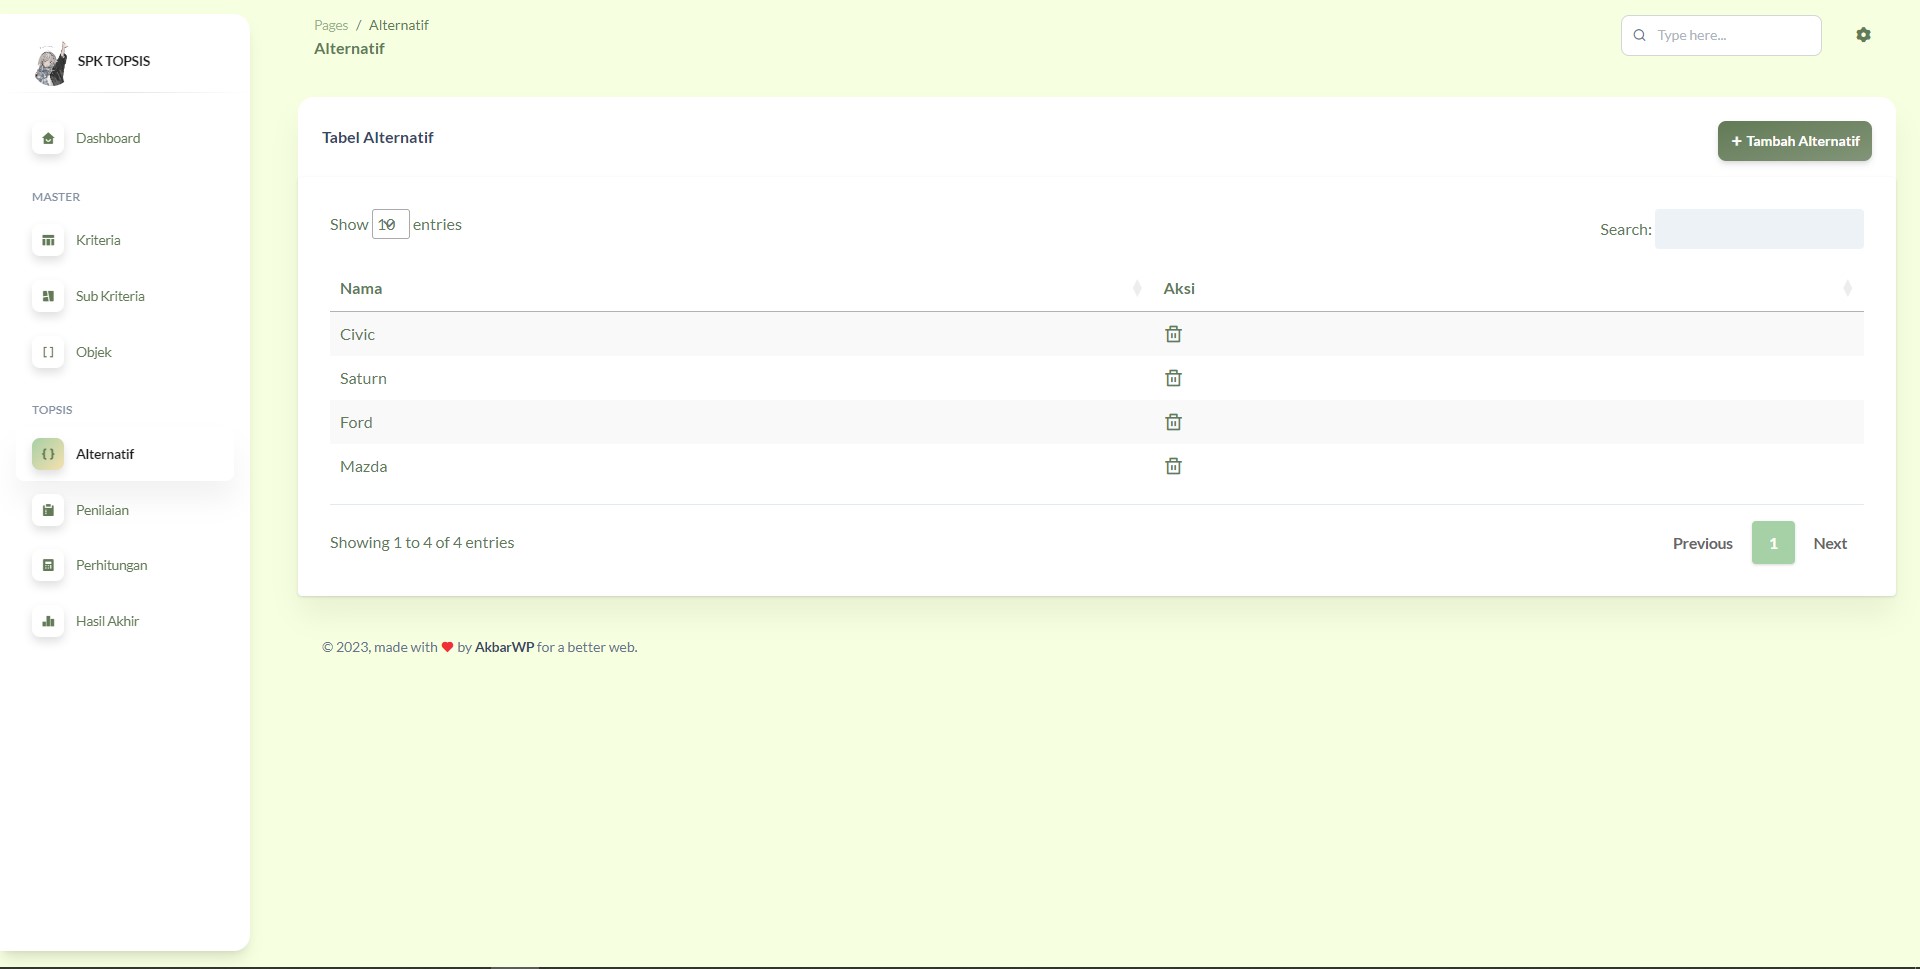 SPK TOPSIS
Dashboard
MASTER
Kriteria
Sub Kriteria
Objek
TOPSIS
Alternatif
Penilaian
Perhitungan
Hasil Akhir
Pages / Alternatif
Alternatif
Type here...
Tabel Alternatif
+ Tambah Alternatif
Show 10 entries
Search:
Nama Aksi
Civic
Saturn
Ford
Mazda
Showing 1 to 4 of 4 entries
Previous 1 Next
© 2023, made with ❤ by AkbarWP for a better web.